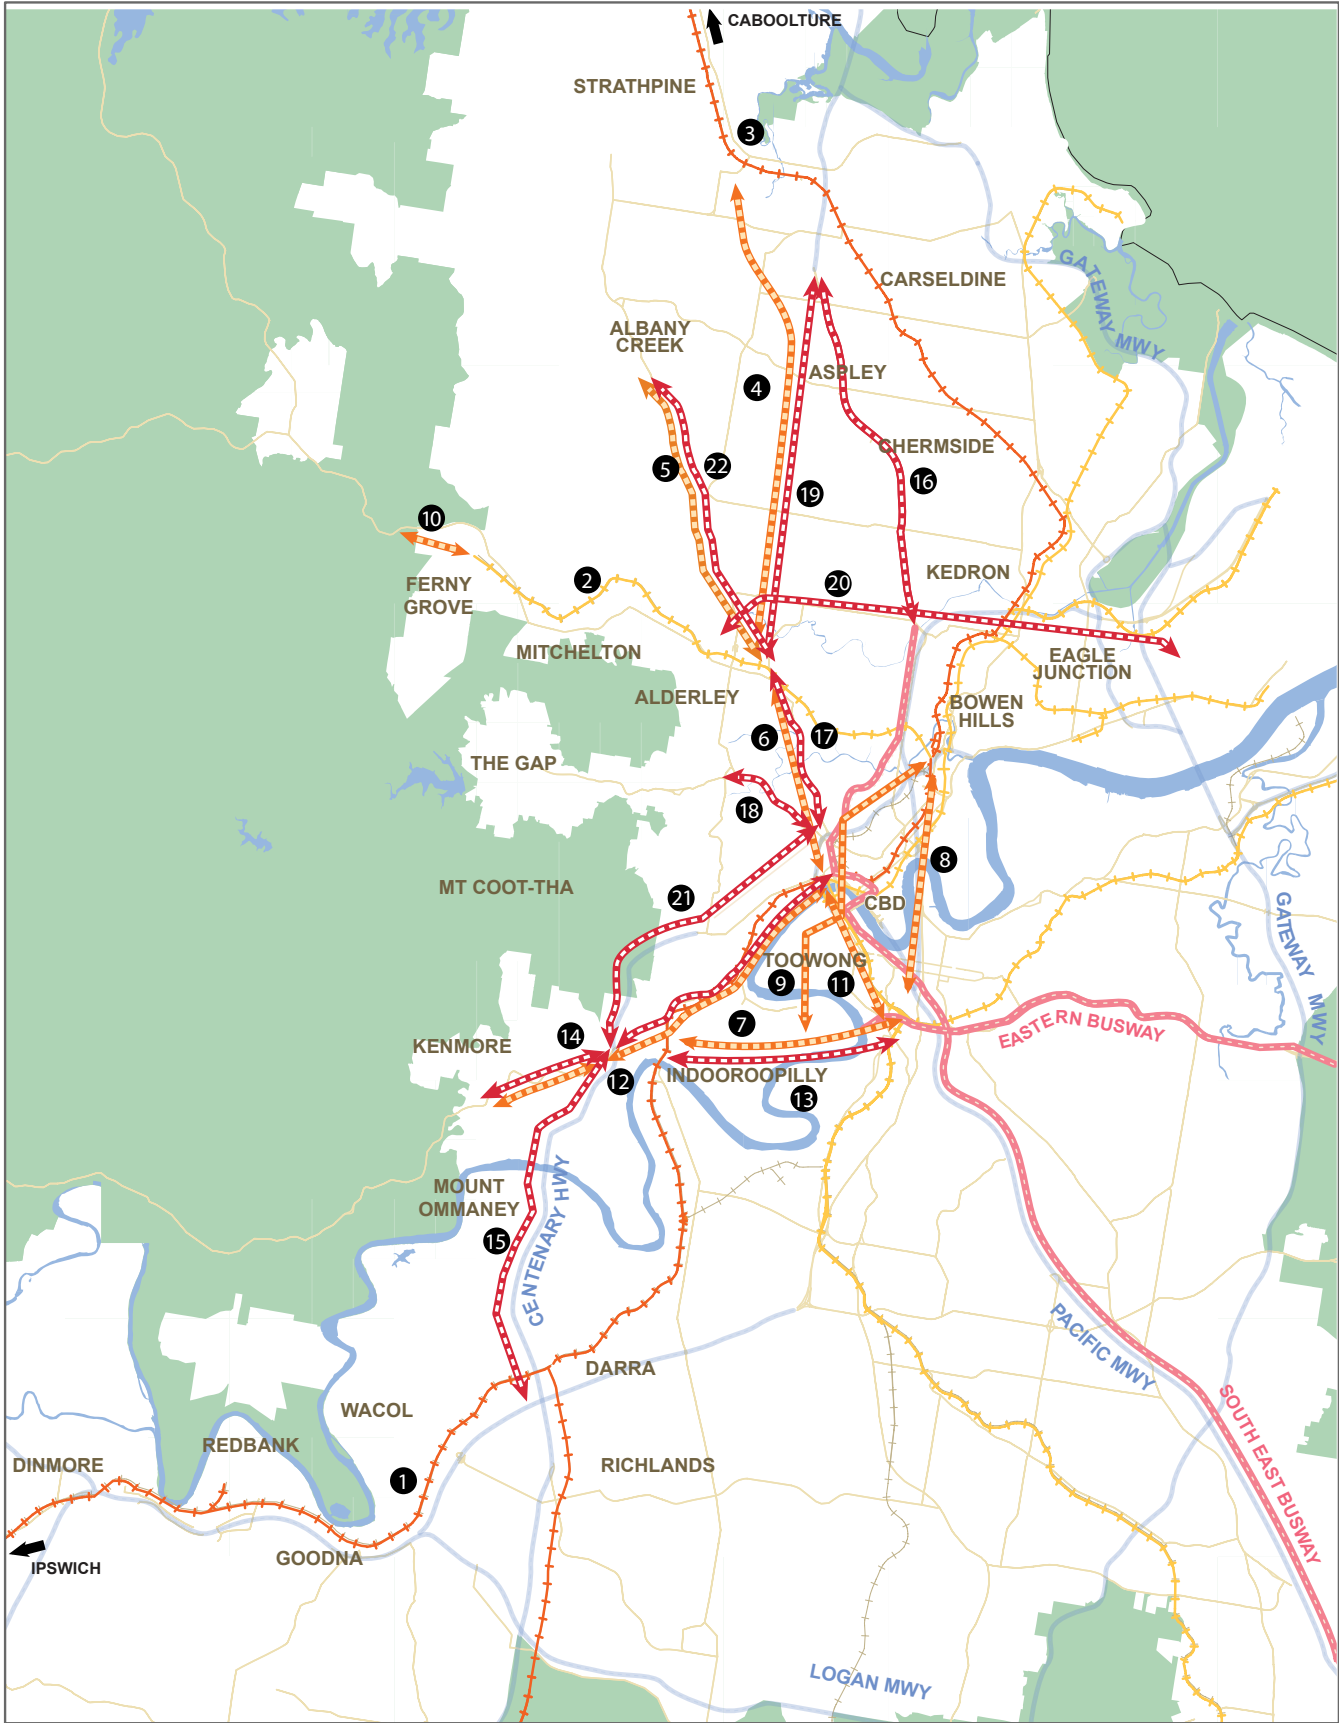 CABOOLTURE
STRATHPINE
3
GATEWAY MWY
CARSELDINE
ALBANY
CREEK
ASPLEY
4
CHERMSIDE
5
22
16
19
10
2
20
KEDRON
FERNY
GROVE
MITCHELTON
EAGLE
JUNCTION
ALDERLEY
BOWEN
HILLS
6
17
THE GAP
18
8
MT COOT-THA
21
CBD
GATEWAY MWY
TOOWONG
9
11
7
EASTERN BUSWAY
14
KENMORE
12
INDOOROOPILLY
13
MOUNT
OMMANEY
15
CENTENARY HWY
PACIFIC MWY
DARRA
SOUTH EAST BUSWAY
WACOL
REDBANK
DINMORE
RICHLANDS
1
GOODNA
IPSWICH
LOGAN MWY